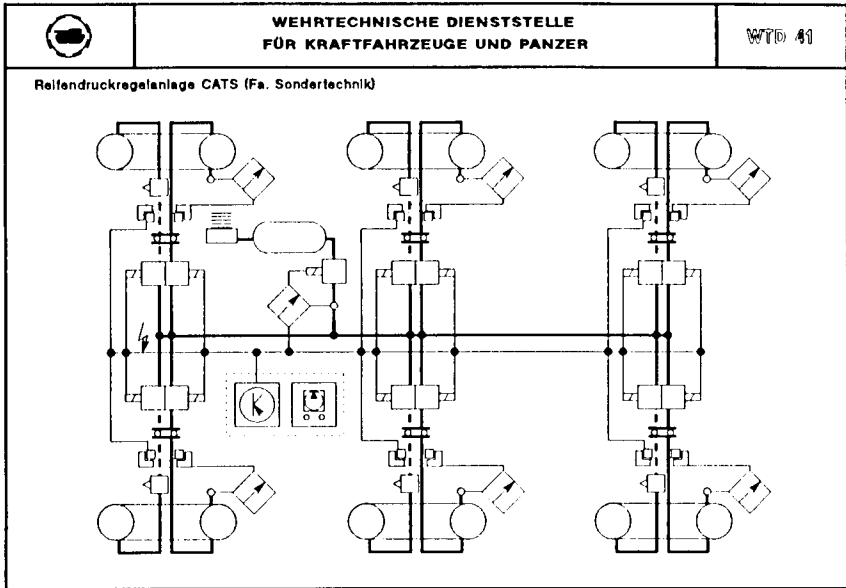 WEHRTECHNISCHE DIENSTSTELLE
FÜR KRAFTFAHRZEUGE UND PANZER
WTD 41
Reifendruckregelanlage CATS (Fa. Sondertechnik)